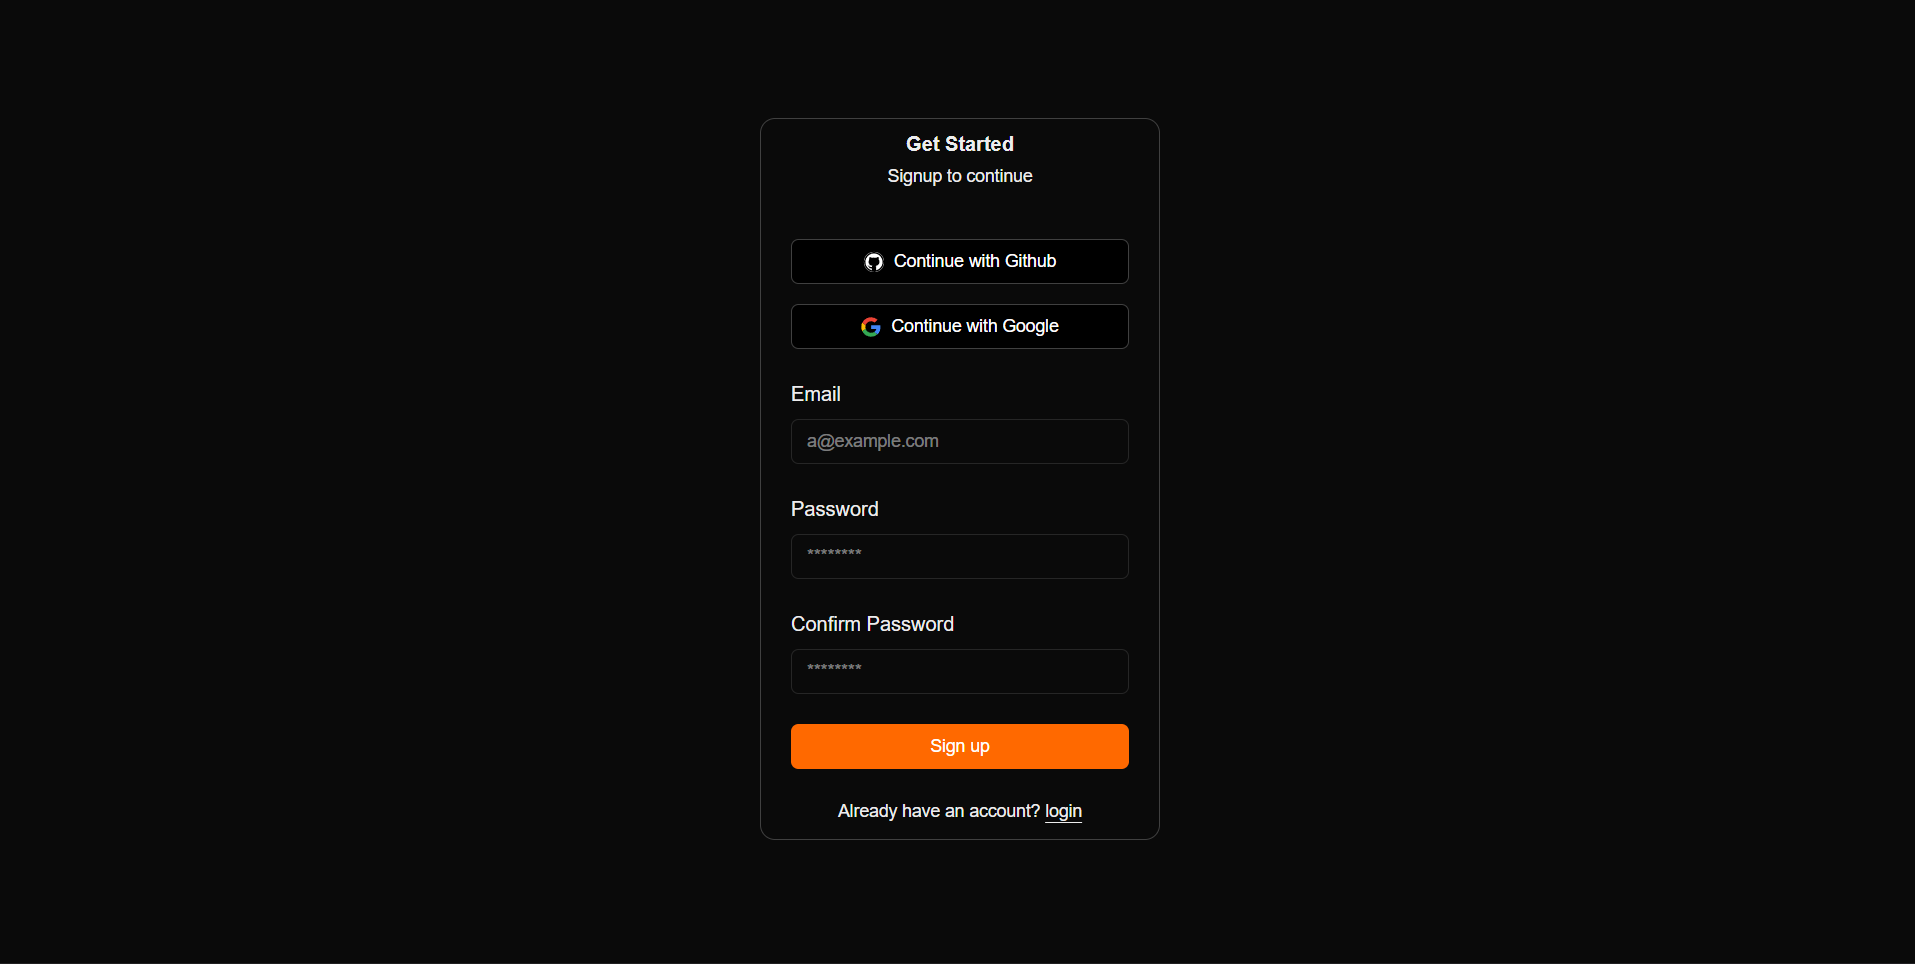 Get Started
Signup to continue
Continue with Github
Continue with Google
Email
a@example.com
Password
********
Confirm Password
********
Sign up
Already have an account? login